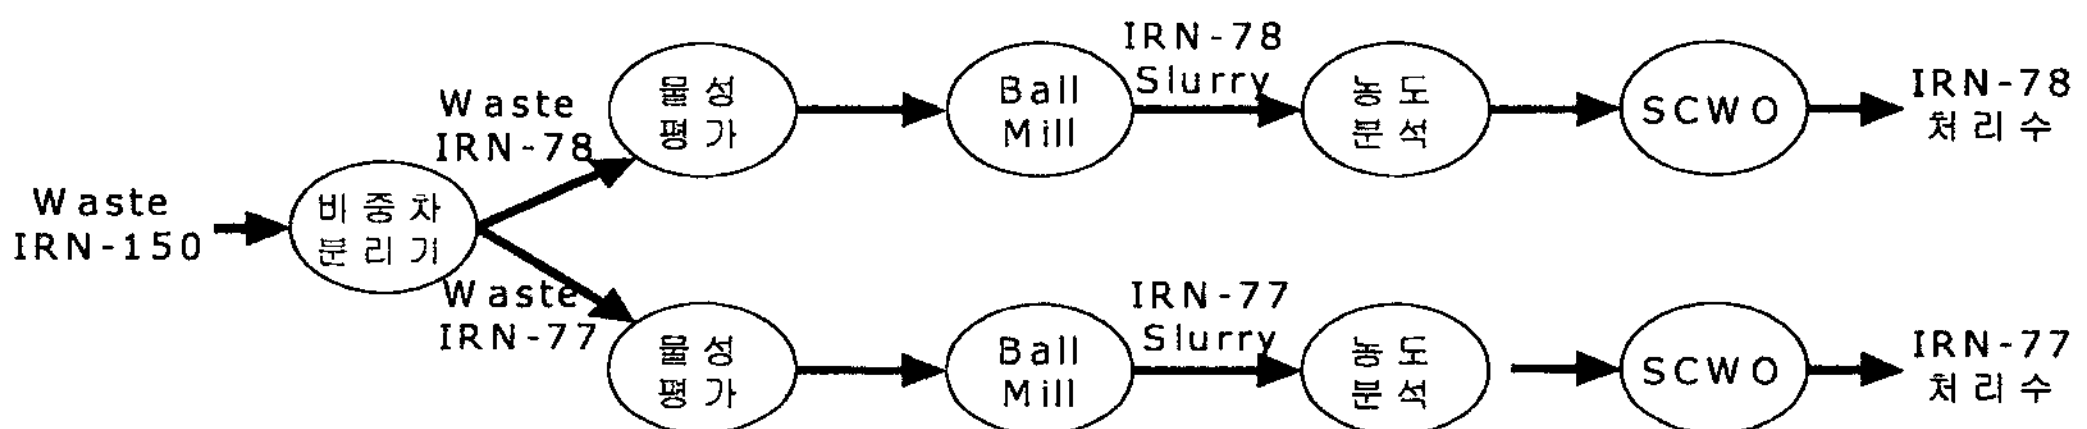 Waste
IRN-150
비중차
분리기
Waste
IRN-78
물성
평가
Ball
Mill
IRN-78
Slurry
농도
분석
SCWO
IRN-78
처리수
Waste
IRN-77
물성
평가
Ball
Mill
IRN-77
Slurry
농도
분석
SCWO
IRN-77
처리수